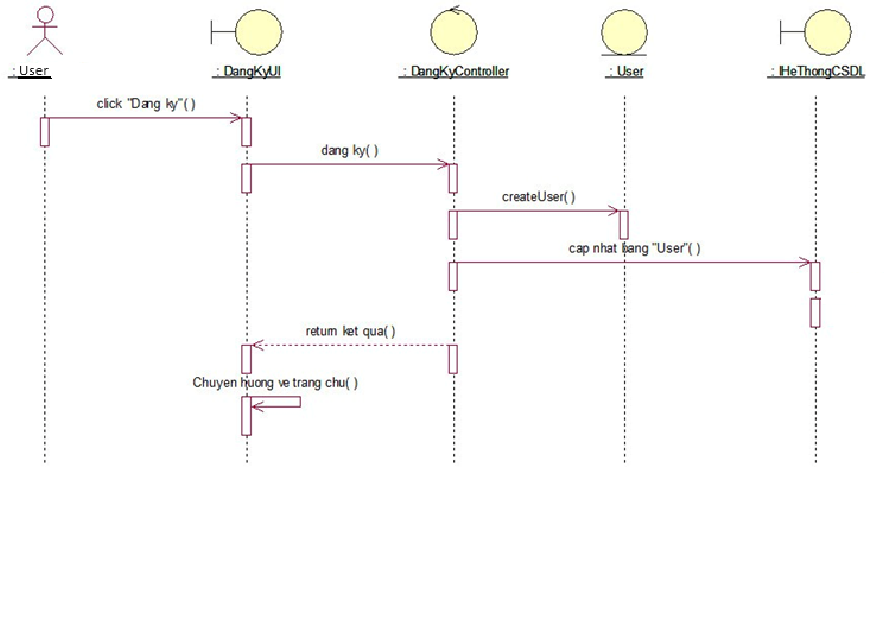 : User
: DangKyUI
: DangKyController
: User
: IHeThongCSDL
click "Dang ky"( )
dang ky( )
createUser( )
cap nhat bang "User"( )
return ket qua( )
Chuyen huong ve trang chu( )